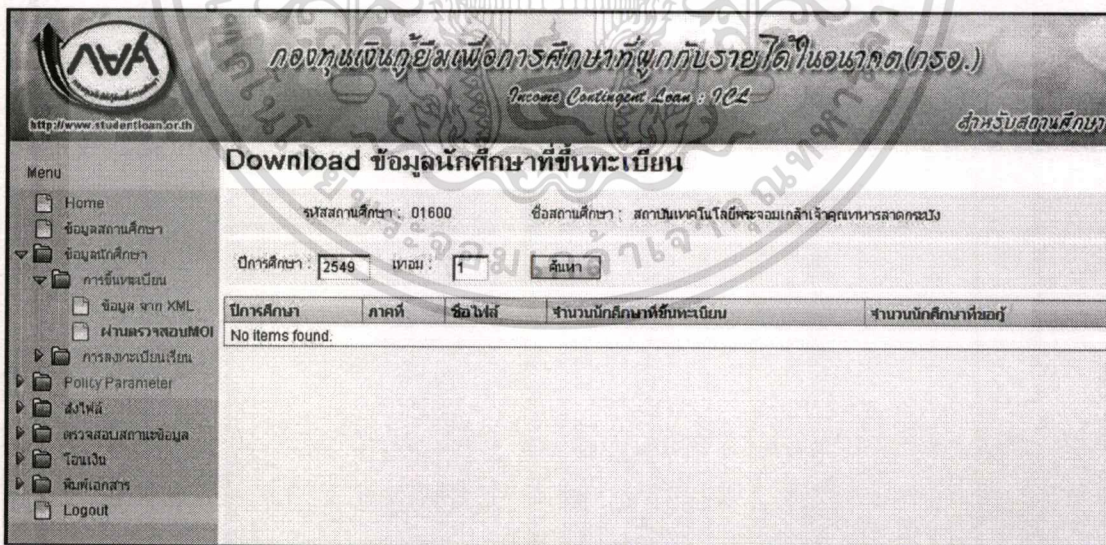 กยศ
http://www.studentloan.or.th
กองทุนเงินกู้ยืมเพื่อการศึกษาที่ผูกกับรายได้ในอนาคต(กรอ.)
Income Contingent Loan : ICL
สำหรับสถานศึกษา
Menu
Home
ข้อมูลสถานศึกษา
ข้อมูลนักศึกษา
การขึ้นทะเบียน
ข้อมูล จาก XML
ผ่านตรวจสอบMOI
การลงทะเบียนเรียน
Policy Parameter
ส่งไฟล์
ตรวจสอบสถานะข้อมูล
โอนเงิน
พิมพ์เอกสาร
Logout
Download ข้อมูลนักศึกษาที่ขึ้นทะเบียน
รหัสสถานศึกษา : 01600 ชื่อสถานศึกษา : สถาบันเทคโนโลยีพระจอมเกล้าเจ้าคุณทหารลาดกระบัง
ปีการศึกษา : 2549 เทอม : 1 ค้นหา
ปีการศึกษา ภาคที่ ชื่อไฟล์ จำนวนนักศึกษาที่ขึ้นทะเบียน จำนวนนักศึกษาที่ขอกู้
No items found.